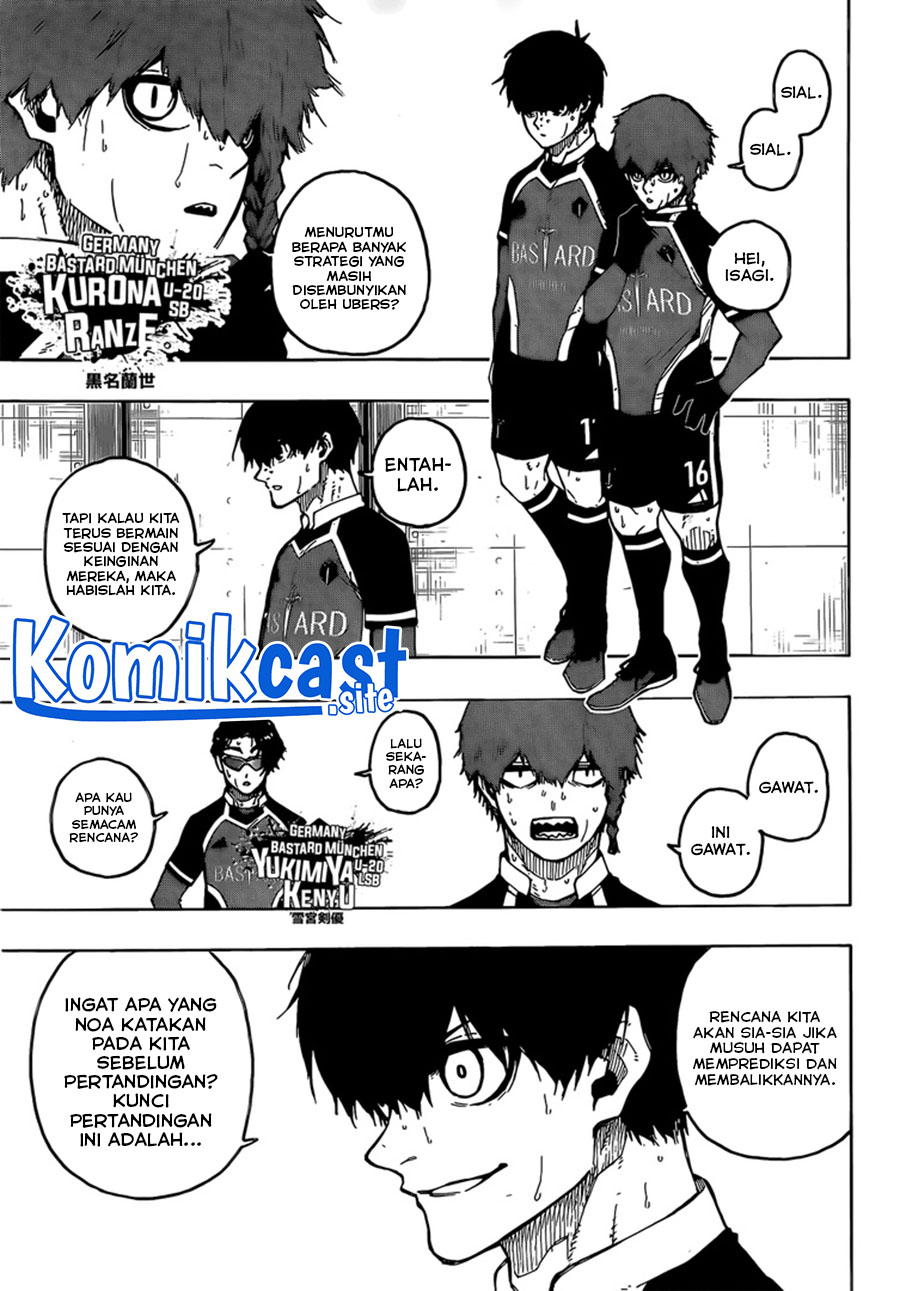 SIAL.
SIAL.
HEI,
ISAGI.
MENURUTMU
BERAPA BANYAK
STRATEGI YANG
MASIH
DISEMBUNYIKAN
OLEH UBERS?
GERMANY
BASTARD MÜNCHEN
KURONA U-20
SB
RANZE
黒名蘭世
BASTARD
MÜNCHEN
BASTARD
MÜNCHEN
16
ENTAH-
LAH.
TAPI KALAU KITA
TERUS BERMAIN
SESUAI DENGAN
KEINGINAN
MEREKA, MAKA
HABISLAH KITA.
ARD
Komikcast
.site
GAWAT.
INI
GAWAT.
LALU
SEKA-
RANG
APA?
APA KAU
PUNYA
SEMACAM
RENCANA?
GERMANY
BASTARD MÜNCHEN
YUKIMIYA U-20
LSB
KENYU
雪宮剣優
RENCANA KITA
AKAN SIA-SIA JIKA
MUSUH DAPAT
MEMPREDIKSI DAN
MEMBALIKKANNYA.
INGAT APA YANG
NOA KATAKAN
PADA KITA
SEBELUM
PERTANDINGAN?
KUNCI
PERTANDINGAN
INI ADALAH...